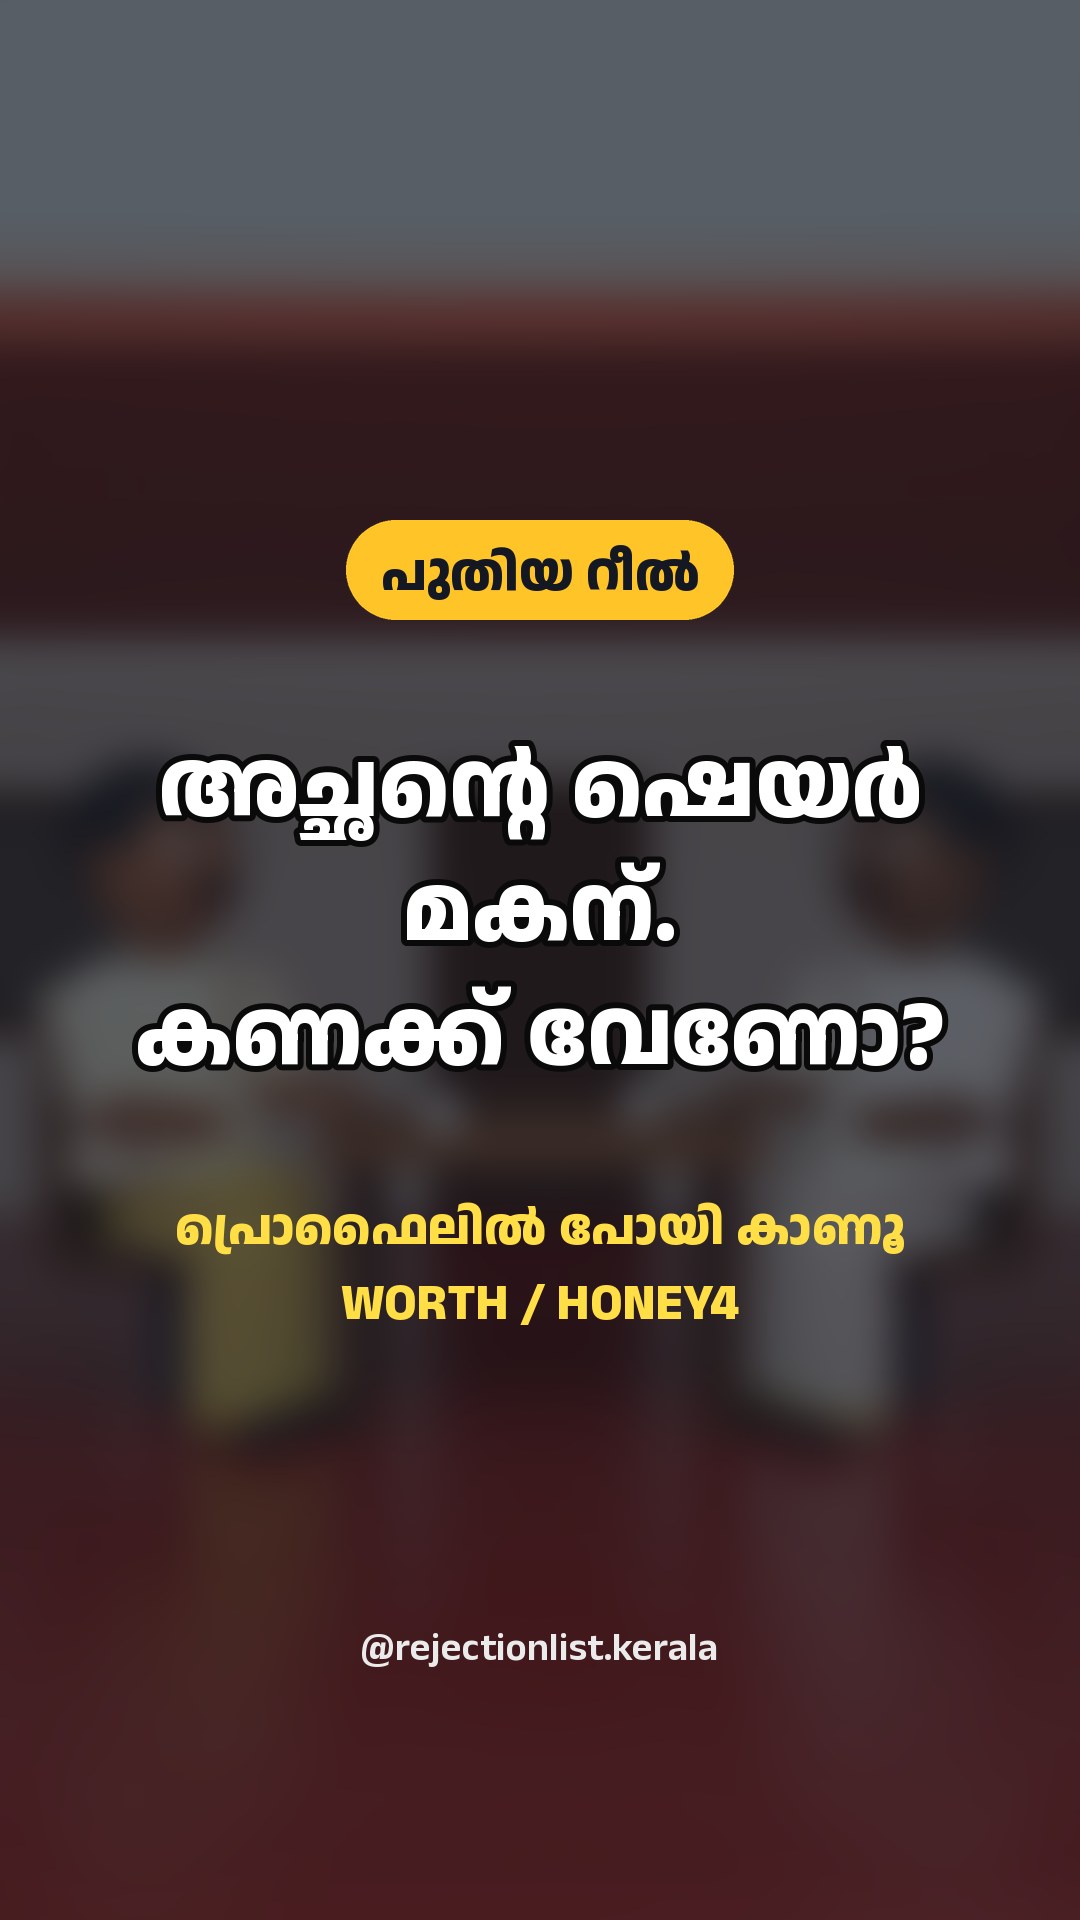 പുതിയ റീൽ
അച്ഛന്റെ ഷെയർ
മകന്.
കണക്ക് വേണോ?
പ്രൊഫൈലിൽ പോയി കാണൂ
WORTH / HONEY4
@rejectionlist.kerala